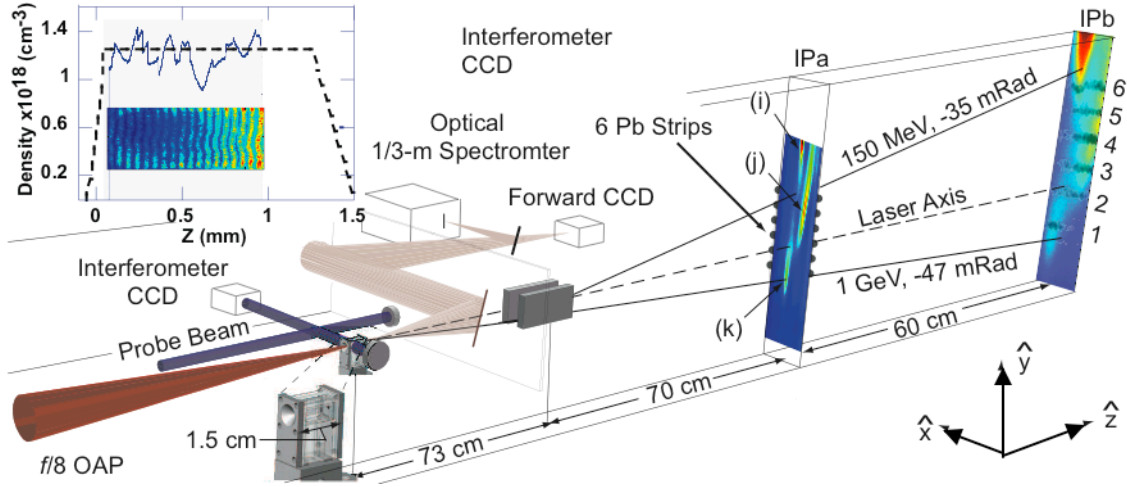 Density x10^18 (cm^-3)
1.4
1
0.6
0.2
0
0.5
1
1.5
Z (mm)
Interferometer
CCD
Optical
1/3-m Spectromter
Forward CCD
6 Pb Strips
IPa
(i)
(j)
(k)
IPb
6
5
4
3
2
1
150 MeV, -35 mRad
Laser Axis
1 GeV, -47 mRad
Interferometer
CCD
Probe Beam
f/8 OAP
1.5 cm
73 cm
70 cm
60 cm
ŷ
x̂
ẑ